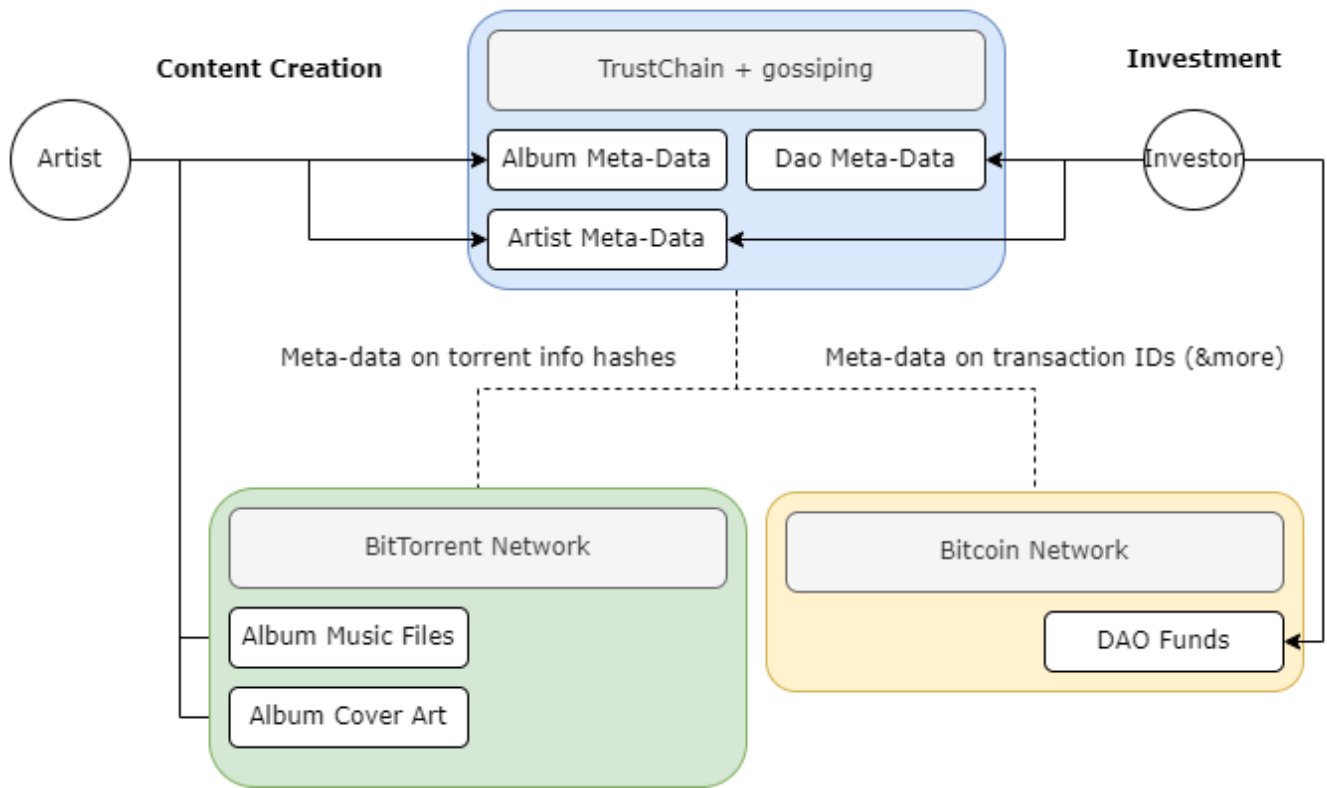 Content Creation
TrustChain + gossiping
Investment
Artist
Album Meta-Data
Dao Meta-Data
Investor
Artist Meta-Data
Meta-data on torrent info hashes
Meta-data on transaction IDs (&more)
BitTorrent Network
Bitcoin Network
Album Music Files
DAO Funds
Album Cover Art